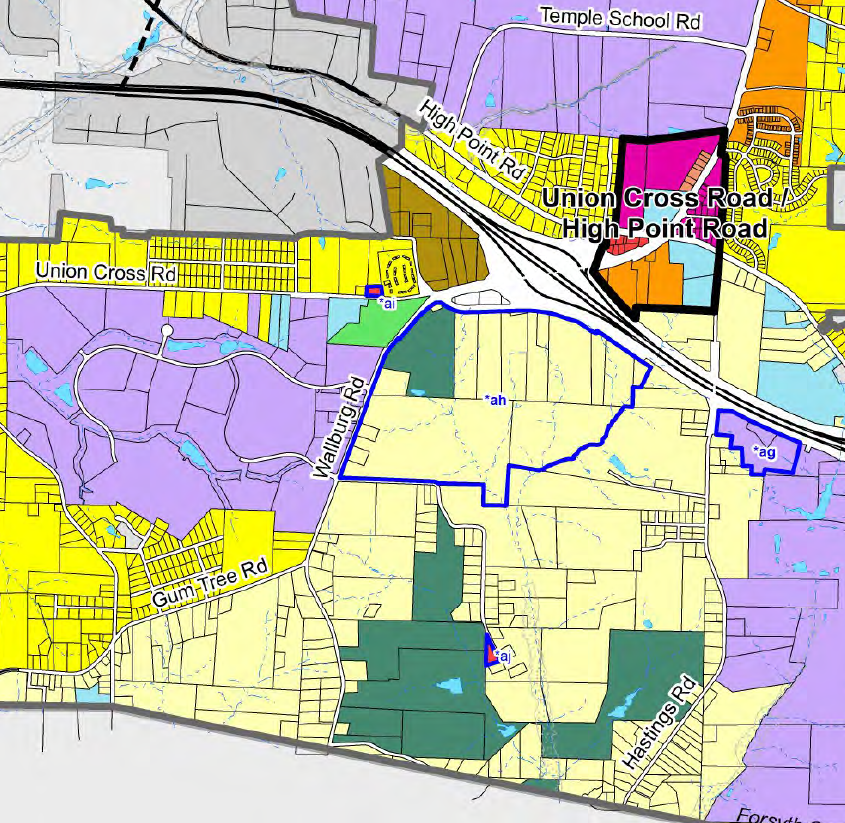 Temple School Rd
High Point Rd
Union Cross Road /
High Point Road
Union Cross Rd
*ai
*ah
Wallburg Rd
*ag
Gum Tree Rd
*aj
Hastings Rd
Forsyth